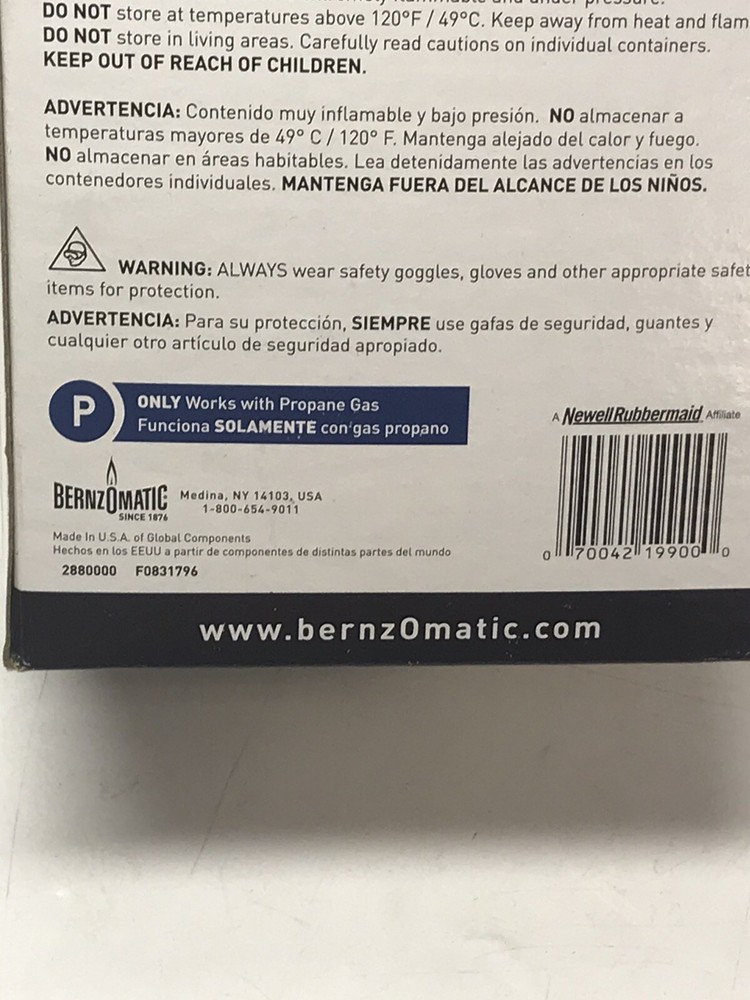 DO NOT store at temperatures above 120°F / 49°C. Keep away from heat and flam
DO NOT store in living areas. Carefully read cautions on individual containers.
KEEP OUT OF REACH OF CHILDREN.
ADVERTENCIA: Contenido muy inflamable y bajo presión. NO almacenar a
temperaturas mayores de 49° C / 120° F. Mantenga alejado del calor y fuego.
NO almacenar en áreas habitables. Lea detenidamente las advertencias en los
contenedores individuales. MANTENGA FUERA DEL ALCANCE DE LOS NIÑOS.
WARNING: ALWAYS wear safety goggles, gloves and other appropriate safet
items for protection.
ADVERTENCIA: Para su protección, SIEMPRE use gafas de seguridad, guantes y
cualquier otro artículo de seguridad apropiado.
P
ONLY Works with Propane Gas
Funciona SOLAMENTE con gas propano
A NewellRubbermaid Affiliate
BERNZOMATIC
SINCE 1876
Medina, NY 14103, USA
1-800-654-9011
Made In U.S.A. of Global Components
Hechos en los EEUU a partir de componentes de distintas partes del mundo
2880000 F0831796
0 70042 19900 0
www.bernzOmatic.com